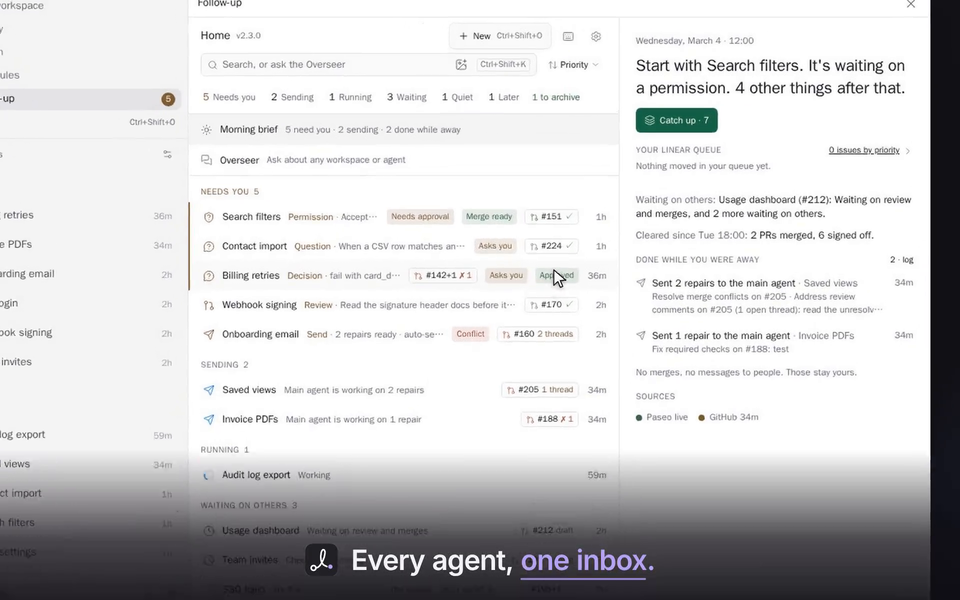 orkspace
ules
-up
5
Ctrl+Shift+O
retries
36m
e PDFs
34m
arding email
2h
ogin
2h
ook signing
2h
invites
2h
log export
59m
d views
34m
ct import
1h
h filters
1h
settings
Follow-up
Home v2.3.0
+ New Ctrl+Shift+O
Search, or ask the Overseer Ctrl+Shift+K
Priority
5 Needs you 2 Sending 1 Running 3 Waiting 1 Quiet 1 Later 1 to archive
Morning brief 5 need you · 2 sending · 2 done while away
Overseer Ask about any workspace or agent
NEEDS YOU 5
Search filters Permission · Accept··· Needs approval Merge ready #151 ✓ 1h
Contact import Question · When a CSV row matches an··· Asks you #224 ✓ 1h
Billing retries Decision · fail with card_d··· #142+1 ✗ 1 Asks you 36m
Webhook signing Review · Read the signature header docs before it··· #170 ✓ 2h
Onboarding email Send · 2 repairs ready · auto-se··· Conflict #160 2 threads 2h
SENDING 2
Saved views Main agent is working on 2 repairs #205 1 thread 34m
Invoice PDFs Main agent is working on 1 repair #188 ✗ 1 34m
RUNNING 1
Audit log export Working 59m
WAITING ON OTHERS 3
Usage dashboard Waiting on review and merges #212 draft 2h
Team invites
Wednesday, March 4 · 12:00
Start with Search filters. It's waiting on
a permission. 4 other things after that.
Catch up · 7
YOUR LINEAR QUEUE 0 issues by priority
Nothing moved in your queue yet.
Waiting on others: Usage dashboard (#212): Waiting on review
and merges, and 2 more waiting on others.
Cleared since Tue 18:00: 2 PRs merged, 6 signed off.
DONE WHILE YOU WERE AWAY 2 · log
Sent 2 repairs to the main agent · Saved views 34m
Resolve merge conflicts on #205 · Address review
comments on #205 (1 open thread): read the unresolv···
Sent 1 repair to the main agent · Invoice PDFs 34m
Fix required checks on #188: test
No merges, no messages to people. Those stay yours.
SOURCES
Paseo live GitHub 34m
Every agent, one inbox.